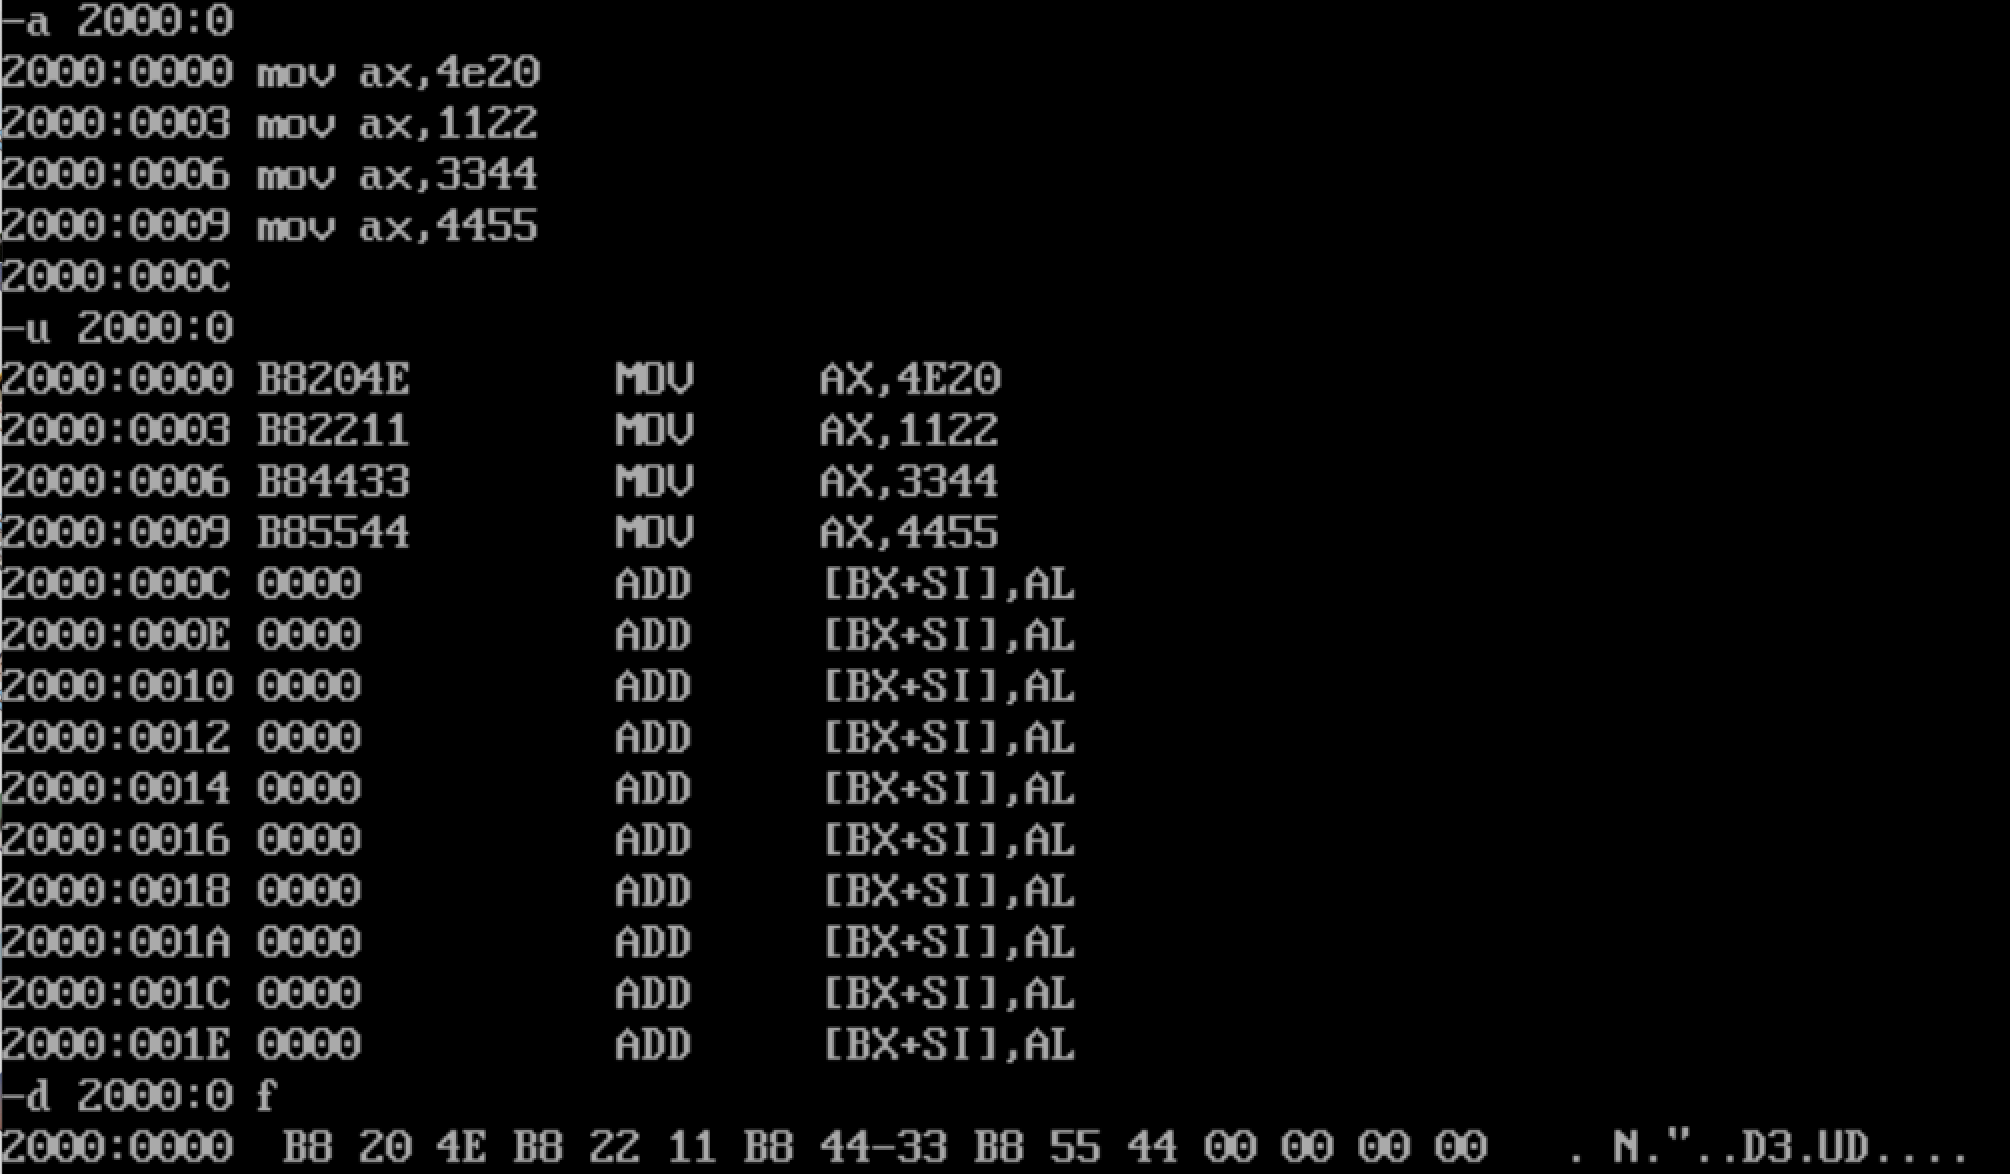 -a 2000:0
2000:0000 mov ax,4e20
2000:0003 mov ax,1122
2000:0006 mov ax,3344
2000:0009 mov ax,4455
2000:000C
-u 2000:0
2000:0000 B8204E        MOV     AX,4E20
2000:0003 B82211        MOV     AX,1122
2000:0006 B84433        MOV     AX,3344
2000:0009 B85544        MOV     AX,4455
2000:000C 0000          ADD     [BX+SI],AL
2000:000E 0000          ADD     [BX+SI],AL
2000:0010 0000          ADD     [BX+SI],AL
2000:0012 0000          ADD     [BX+SI],AL
2000:0014 0000          ADD     [BX+SI],AL
2000:0016 0000          ADD     [BX+SI],AL
2000:0018 0000          ADD     [BX+SI],AL
2000:001A 0000          ADD     [BX+SI],AL
2000:001C 0000          ADD     [BX+SI],AL
2000:001E 0000          ADD     [BX+SI],AL
-d 2000:0 f
2000:0000  B8 20 4E B8 22 11 B8 44-33 B8 55 44 00 00 00 00   . N."..D3.UD....